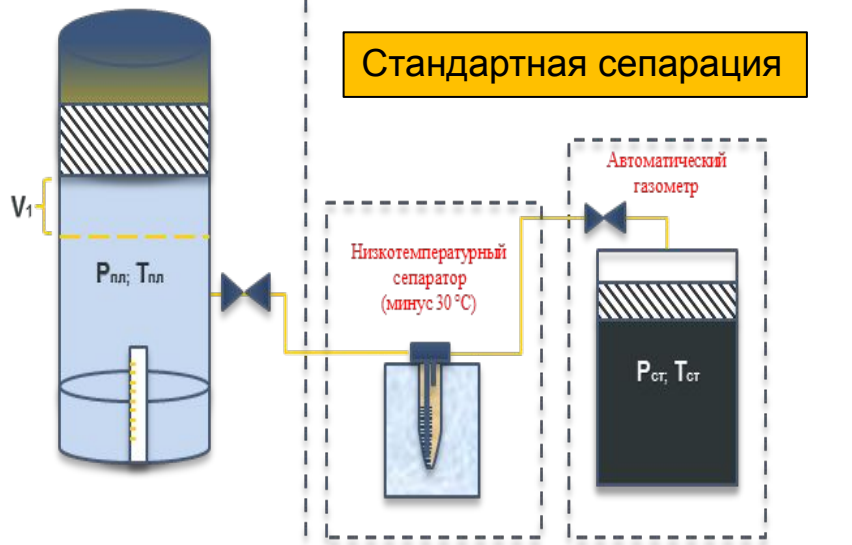 Стандартная сепарация
Автоматический
газометр
V₁
Низкотемпературный
сепаратор
(минус 30 °C)
Pпл; Tпл
Pст; Tст